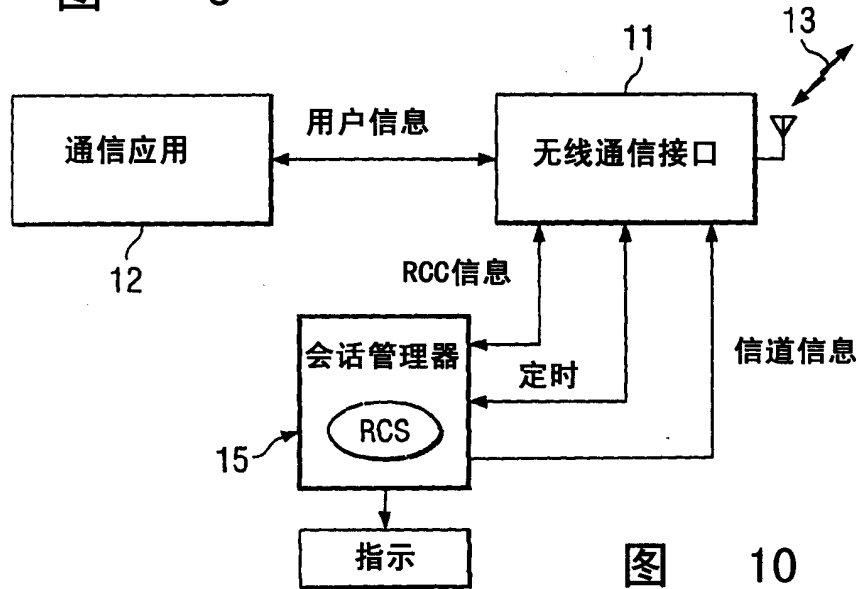 13
11
通信应用
用户信息
无线通信接口
12
RCC信息
会话管理器
定时
信道信息
RCS
15
指示
图 10